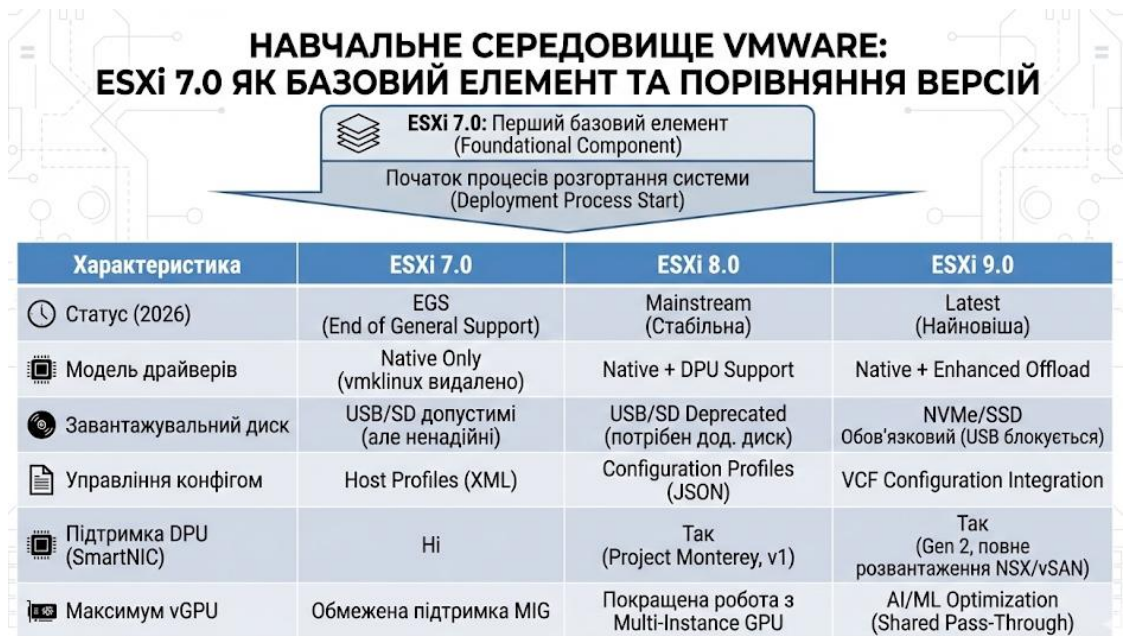 НАВЧАЛЬНЕ СЕРЕДОВИЩЕ VMWARE:
ESXi 7.0 ЯК БАЗОВИЙ ЕЛЕМЕНТ ТА ПОРІВНЯННЯ ВЕРСІЙ
ESXi 7.0: Перший базовий елемент
(Foundational Component)
Початок процесів розгортання системи
(Deployment Process Start)
Характеристика ESXi 7.0 ESXi 8.0 ESXi 9.0
Статус (2026)
EGS
(End of General Support)
Mainstream
(Стабільна)
Latest
(Найновіша)
Модель драйверів
Native Only
(vmklinux видалено)
Native + DPU Support
Native + Enhanced Offload
Завантажувальний диск
USB/SD допустимі
(але ненадійні)
USB/SD Deprecated
(потрібен дод. диск)
NVMe/SSD
Обов'язковий (USB блокується)
Управління конфігом
Host Profiles (XML)
Configuration Profiles
(JSON)
VCF Configuration Integration
Підтримка DPU
(SmartNIC)
Ні
Так
(Project Monterey, v1)
Так
(Gen 2, повне
розвантаження NSX/vSAN)
Максимум vGPU
Обмежена підтримка MIG
Покращена робота з
Multi-Instance GPU
AI/ML Optimization
(Shared Pass-Through)